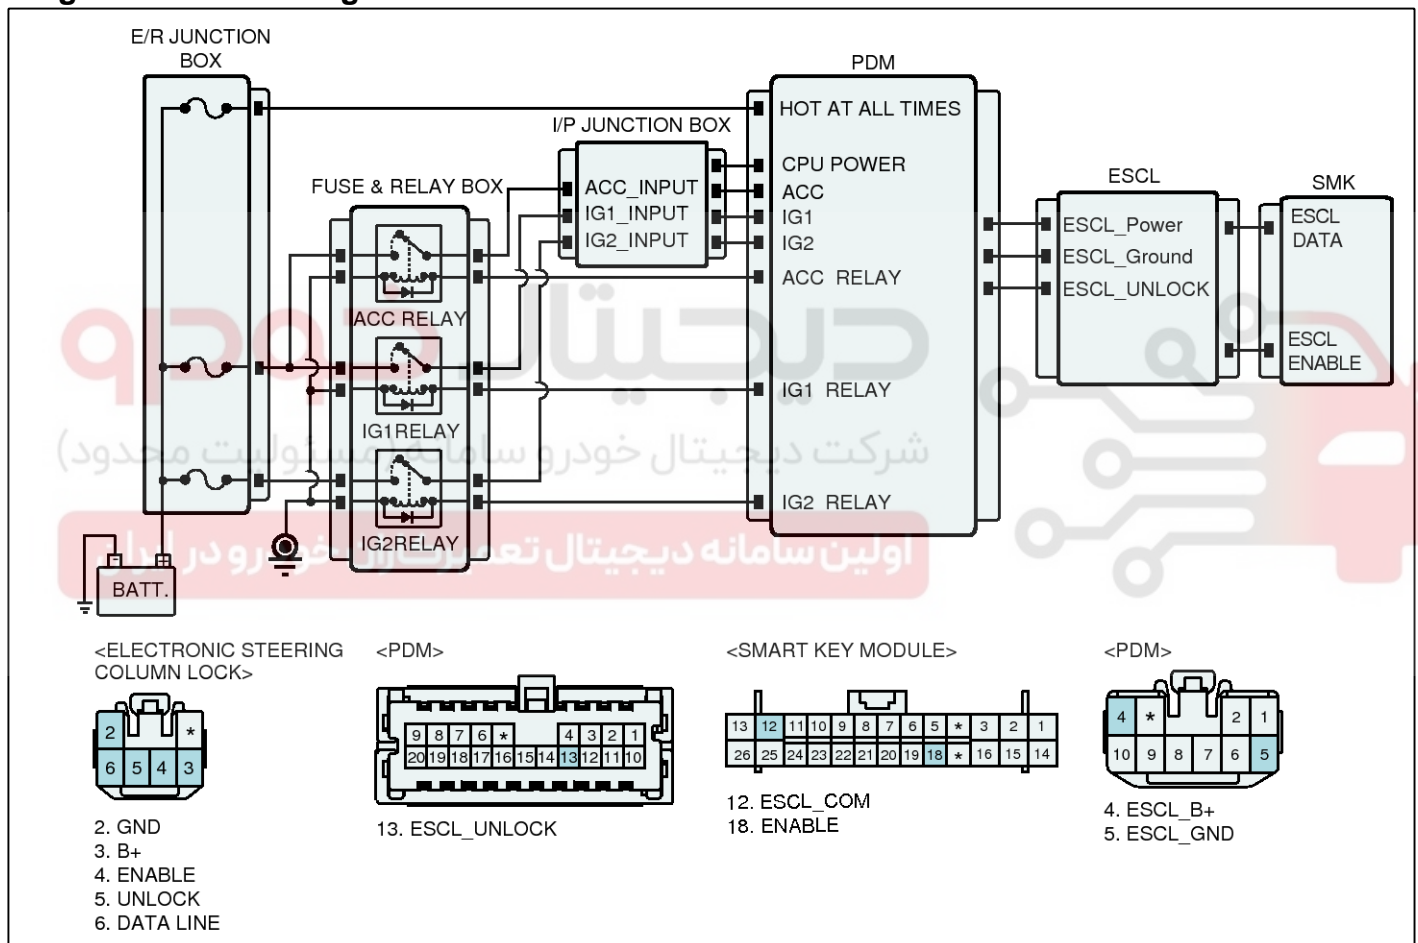 E/R JUNCTION
BOX
PDM
HOT AT ALL TIMES
I/P JUNCTION BOX
CPU POWER
ACC
IG1
IG2
ACC RELAY
IG1 RELAY
IG2 RELAY
ACC_INPUT
IG1_INPUT
IG2_INPUT
FUSE & RELAY BOX
ACC RELAY
IG1RELAY
IG2RELAY
ESCL
ESCL_Power
ESCL_Ground
ESCL_UNLOCK
SMK
ESCL
DATA
ESCL
ENABLE
BATT.
دیجیتال خودرو
شرکت دیجیتال خودرو سامانه (مسئولیت محدود)
اولین سامانه دیجیتال تعمیرکاران خودرو در ایران
<ELECTRONIC STEERING
COLUMN LOCK>
2 *
6 5 4 3
2. GND
3. B+
4. ENABLE
5. UNLOCK
6. DATA LINE
<PDM>
9 8 7 6 * 4 3 2 1
20 19 18 17 16 15 14 13 12 11 10
13. ESCL_UNLOCK
<SMART KEY MODULE>
13 12 11 10 9 8 7 6 5 * 3 2 1
26 25 24 23 22 21 20 19 18 * 16 15 14
12. ESCL_COM
18. ENABLE
<PDM>
4 * 2 1
10 9 8 7 6 5
4. ESCL_B+
5. ESCL_GND